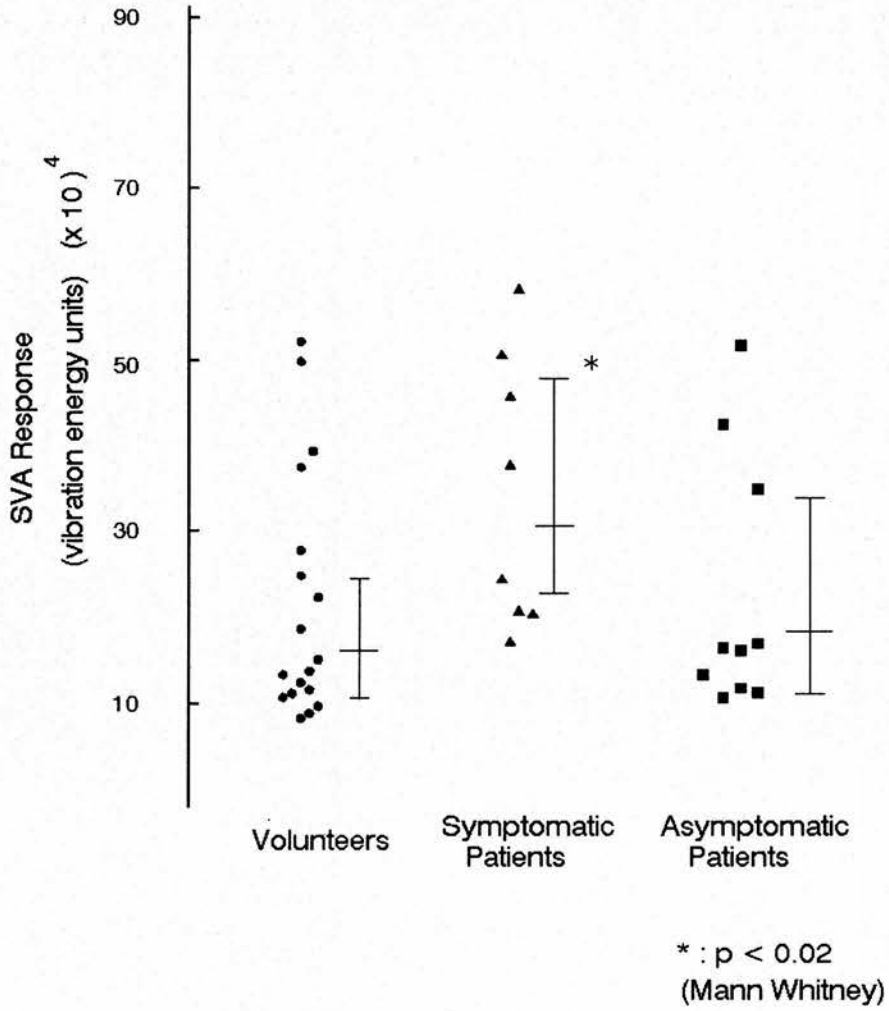 90
70
50
30
10
SVA Response
(vibration energy units) (x 10)⁴
*
Volunteers
Symptomatic
Patients
Asymptomatic
Patients
* : p < 0.02
(Mann Whitney)